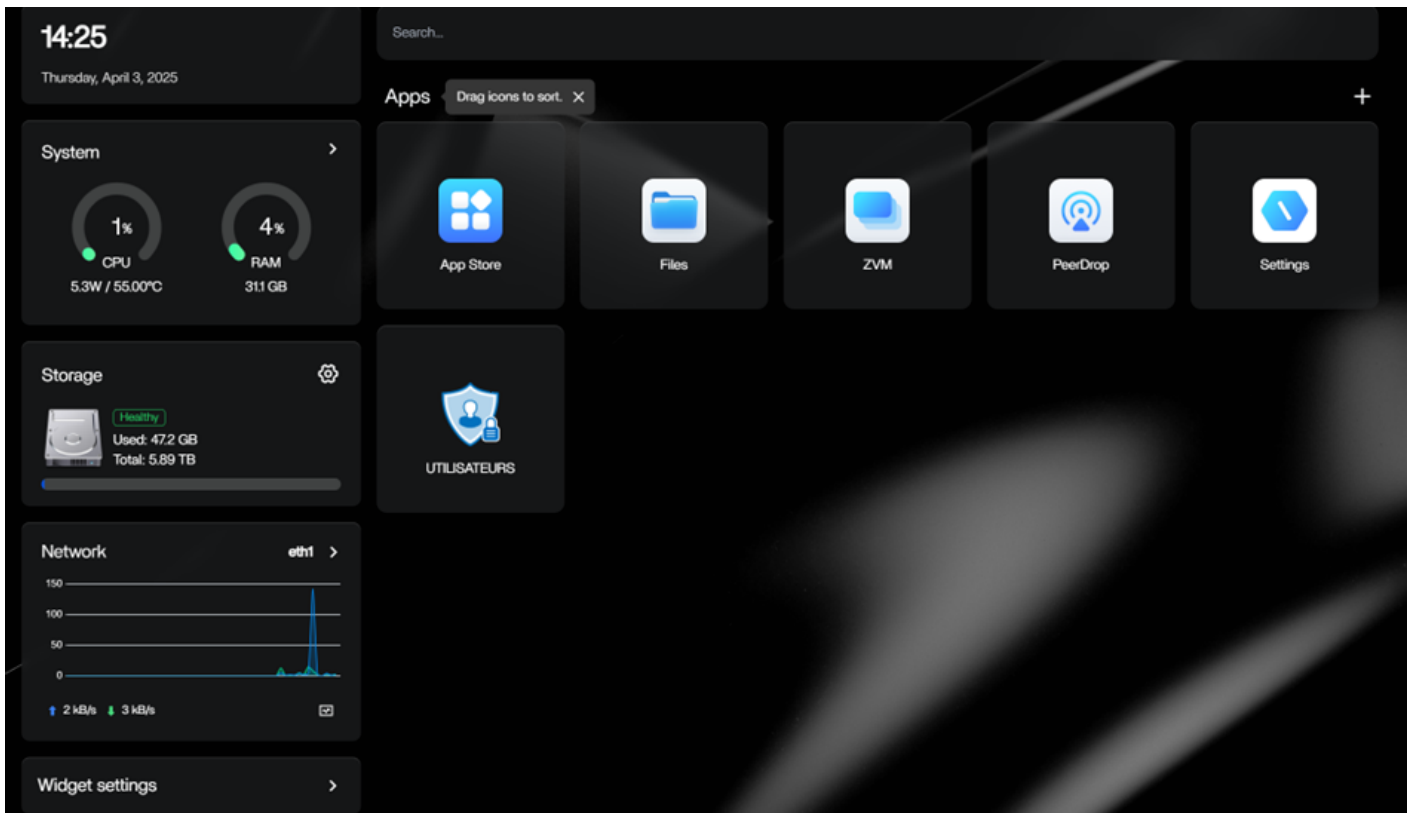 14:25
Thursday, April 3, 2025
Search...
Apps
Drag icons to sort.
System
1%
CPU
5.3W / 55.00°C
4%
RAM
31.1 GB
App Store
Files
ZVM
PeerDrop
Settings
Storage
Healthy
Used: 47.2 GB
Total: 5.89 TB
UTILISATEURS
Network
eth1
150
100
50
0
2 kB/s
3 kB/s
Widget settings